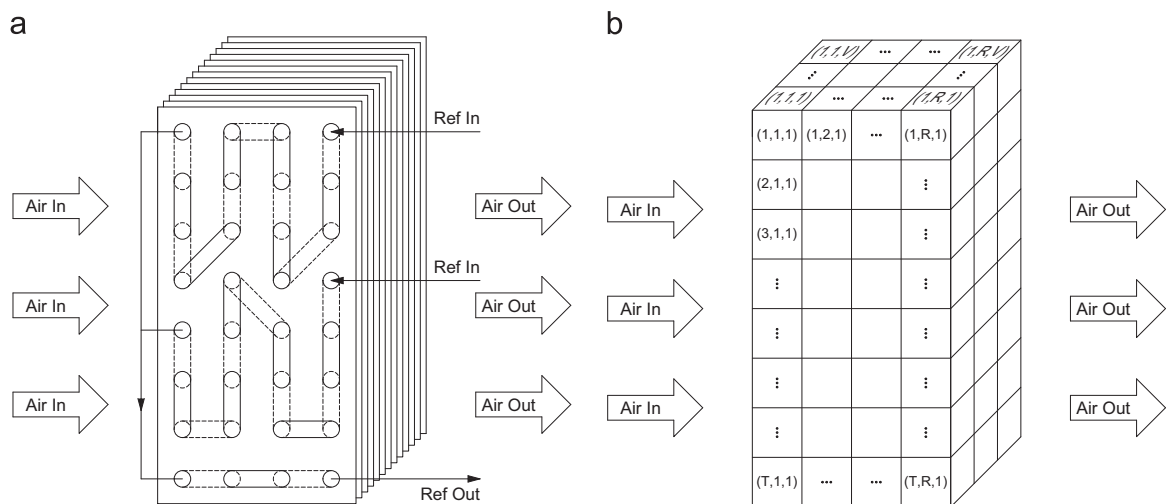 a
Ref In
Air In
Air Out
Ref In
Air In
Air Out
Air In
Air Out
Ref Out
b
(1,1,V) ··· ··· (1,R,V)
⋮ ⋮
(1,1,1) ··· ··· (1,R,1)
(1,1,1) (1,2,1) ··· (1,R,1)
(2,1,1) ⋮
Air In
Air Out
(3,1,1) ⋮
⋮ ⋮
Air In
Air Out
⋮ ⋮
⋮ ⋮
Air In
Air Out
⋮ ⋮
(T,1,1) ··· ··· (T,R,1)